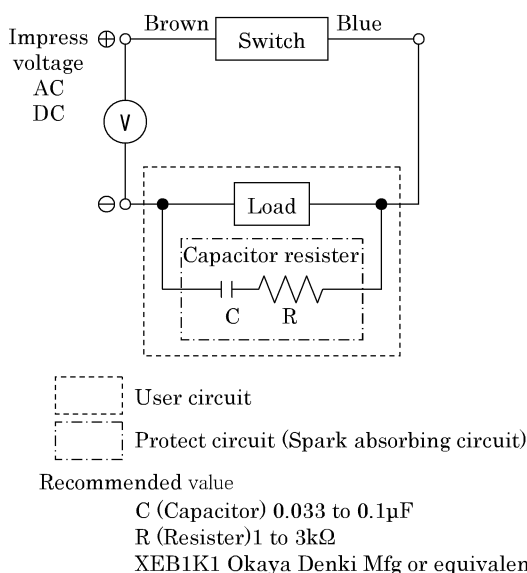 Brown
Blue
Impress
voltage
AC
DC
⊕
Switch
V
⊖
Load
Capacitor resister
C
R
User circuit
Protect circuit (Spark absorbing circuit)
Recommended value
C (Capacitor) 0.033 to 0.1µF
R (Resister)1 to 3kΩ
XEB1K1 Okaya Denki Mfg or equivalen